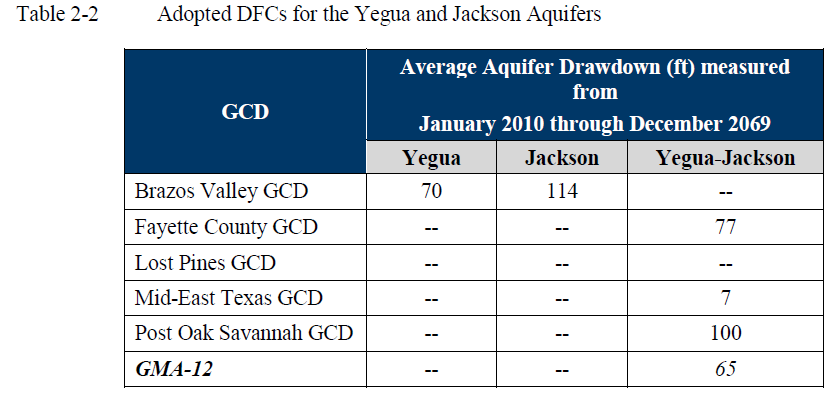 Table 2-2 Adopted DFCs for the Yegua and Jackson Aquifers
GCD
Average Aquifer Drawdown (ft) measured
from
January 2010 through December 2069
Yegua Jackson Yegua-Jackson
Brazos Valley GCD 70 114 --
Fayette County GCD -- -- 77
Lost Pines GCD -- -- --
Mid-East Texas GCD -- -- 7
Post Oak Savannah GCD -- -- 100
GMA-12 -- -- 65